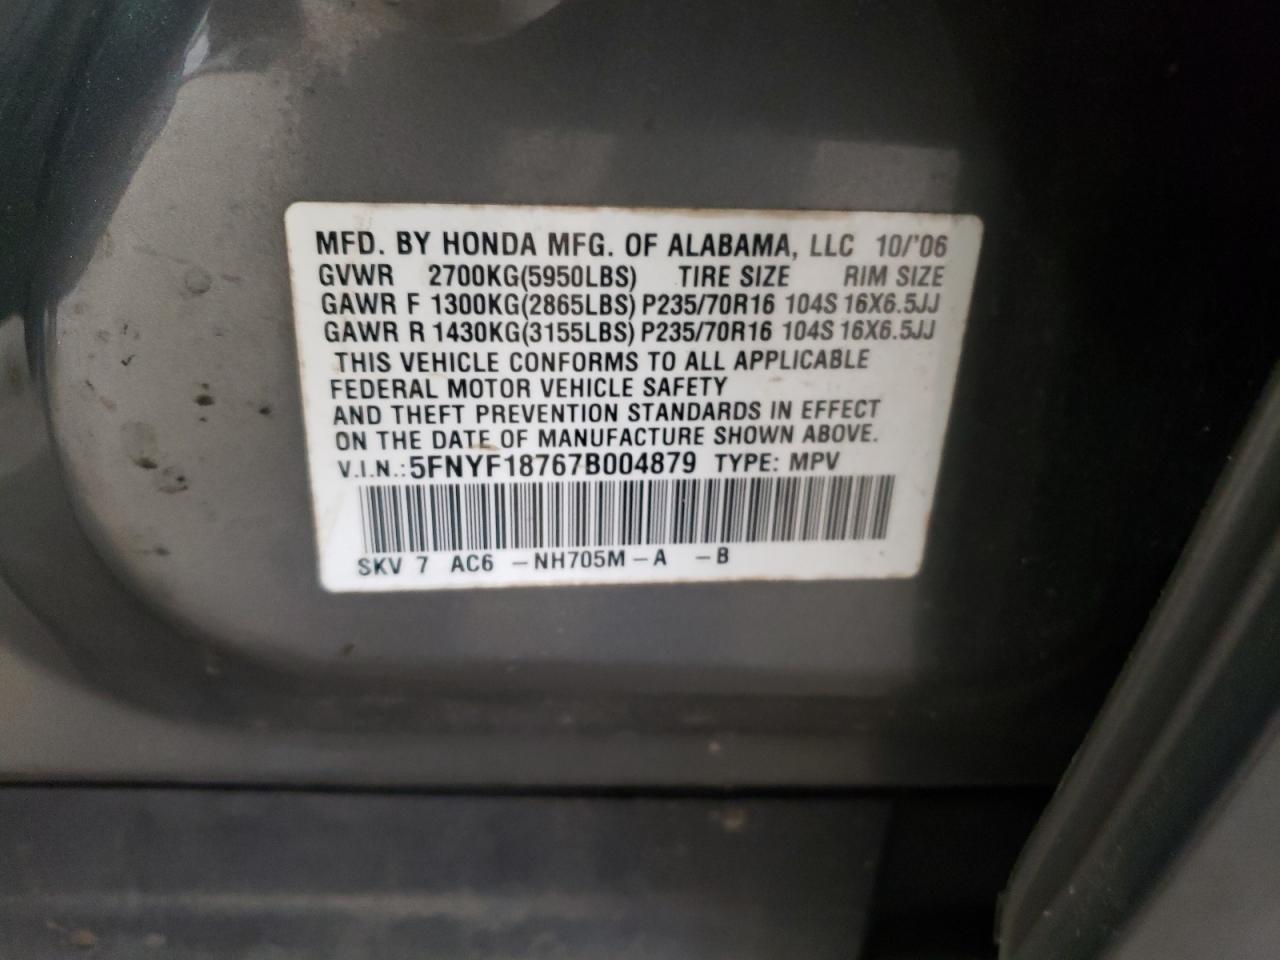 MFD. BY HONDA MFG. OF ALABAMA, LLC 10/'06
GVWR 2700KG(5950LBS) TIRE SIZE RIM SIZE
GAWR F 1300KG(2865LBS) P235/70R16 104S 16X6.5JJ
GAWR R 1430KG(3155LBS) P235/70R16 104S 16X6.5JJ
THIS VEHICLE CONFORMS TO ALL APPLICABLE
FEDERAL MOTOR VEHICLE SAFETY
AND THEFT PREVENTION STANDARDS IN EFFECT
ON THE DATE OF MANUFACTURE SHOWN ABOVE.
V.I.N.: 5FNYF18767B004879 TYPE: MPV
SKV 7 AC6 -NH705M-A -B